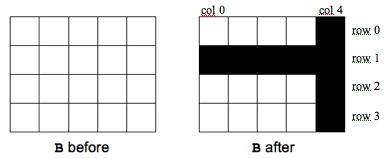 col 0 col 4
row 0
row 1
row 2
row 3
B before B after